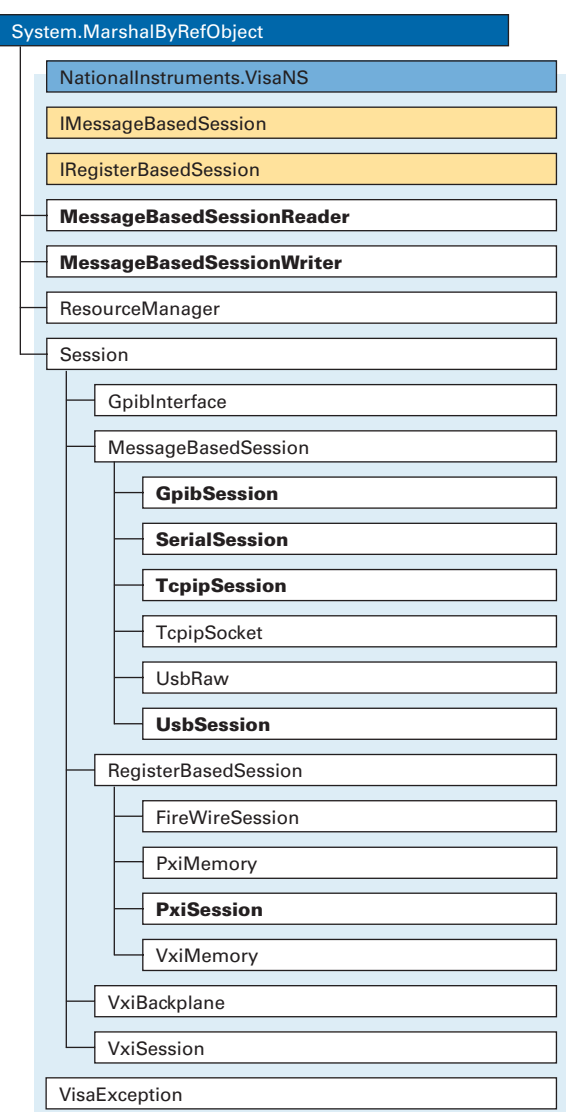 System.MarshalByRefObject
NationalInstruments.VisaNS
IMessageBasedSession
IRegisterBasedSession
MessageBasedSessionReader
MessageBasedSessionWriter
ResourceManager
Session
GpibInterface
MessageBasedSession
GpibSession
SerialSession
TcpipSession
TcpipSocket
UsbRaw
UsbSession
RegisterBasedSession
FireWireSession
PxiMemory
PxiSession
VxiMemory
VxiBackplane
VxiSession
VisaException